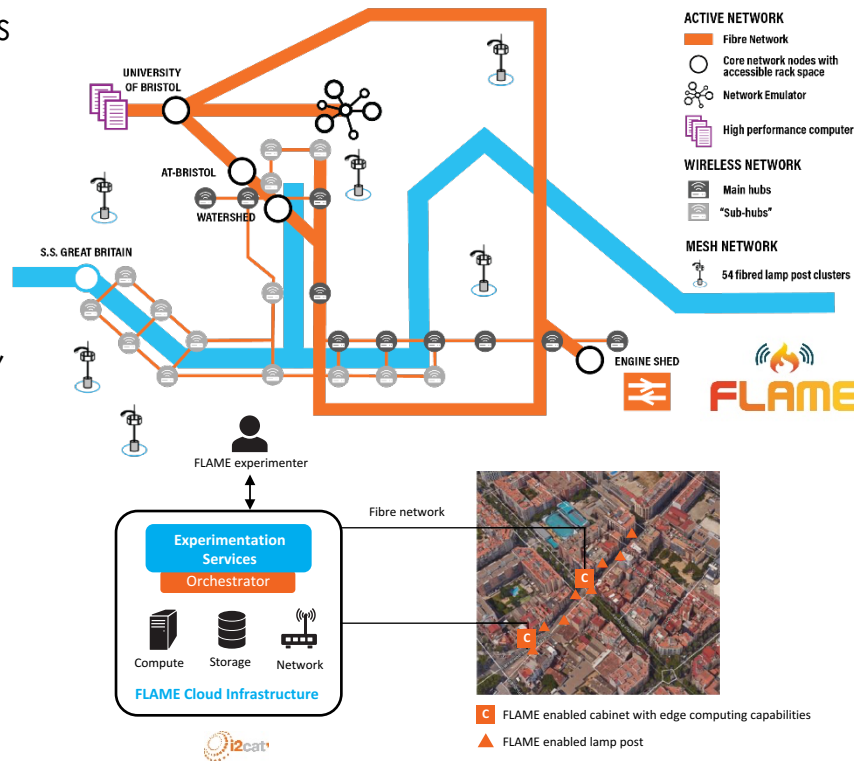 S
ACTIVE NETWORK
Fibre Network
Core network nodes with
accessible rack space
Network Emulator
High performance computer
WIRELESS NETWORK
Main hubs
"Sub-hubs"
MESH NETWORK
54 fibred lamp post clusters
UNIVERSITY
OF BRISTOL
AT-BRISTOL
WATERSHED
S.S. GREAT BRITAIN
ENGINE SHED
FLAME
FLAME experimenter
Fibre network
Experimentation
Services
Orchestrator
Compute
Storage
Network
FLAME Cloud Infrastructure
C
C
C FLAME enabled cabinet with edge computing capabilities
FLAME enabled lamp post
i2cat